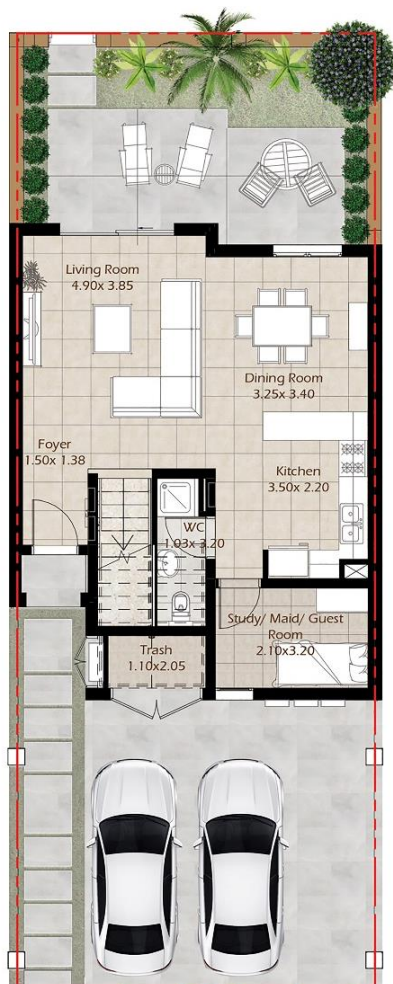 Living Room
4.90x 3.85
Dining Room
3.25x 3.40
Foyer
1.50x 1.38
Kitchen
3.50x 2.20
WC
1.03x 3.20
Study/ Maid/ Guest
Room
2.10x3.20
Trash
1.10x2.05